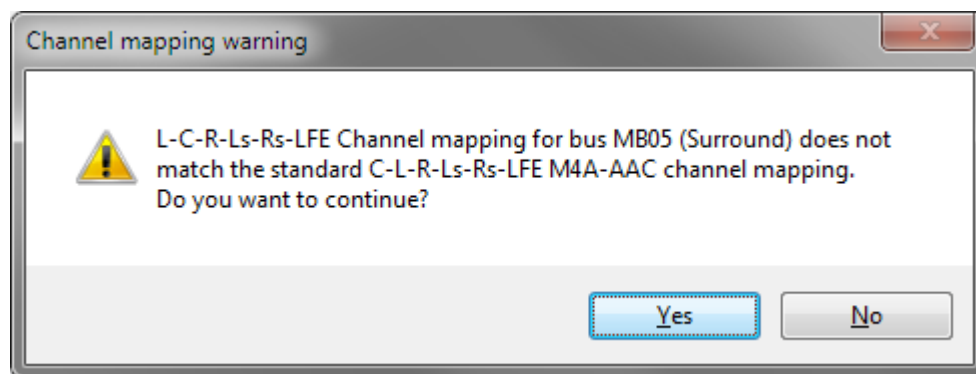 Channel mapping warning
L-C-R-Ls-Rs-LFE Channel mapping for bus MB05 (Surround) does not
match the standard C-L-R-Ls-Rs-LFE M4A-AAC channel mapping.
Do you want to continue?
Yes
No